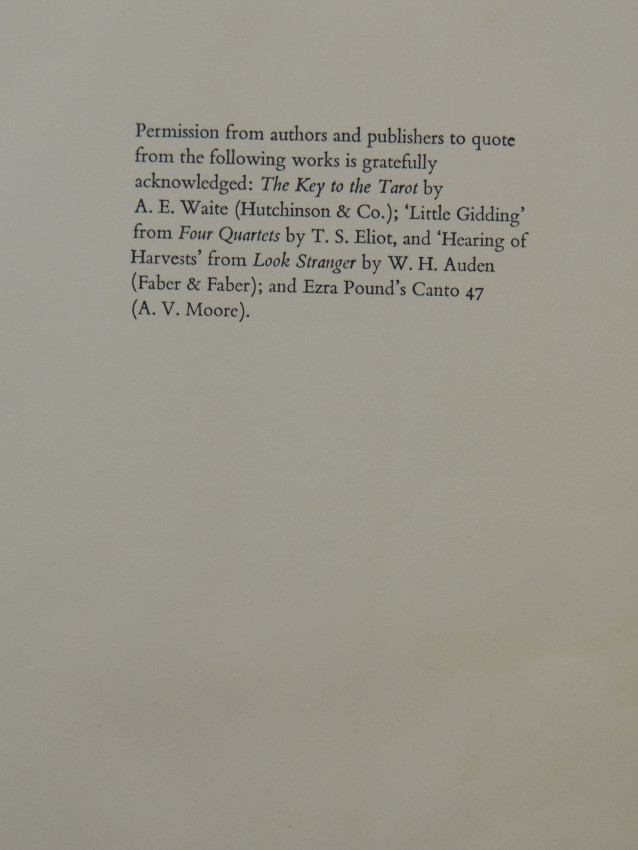 Permission from authors and publishers to quote
from the following works is gratefully
acknowledged: The Key to the Tarot by
A. E. Waite (Hutchinson & Co.); ‘Little Gidding’
from Four Quartets by T. S. Eliot, and ‘Hearing of
Harvests’ from Look Stranger by W. H. Auden
(Faber & Faber); and Ezra Pound’s Canto 47
(A. V. Moore).